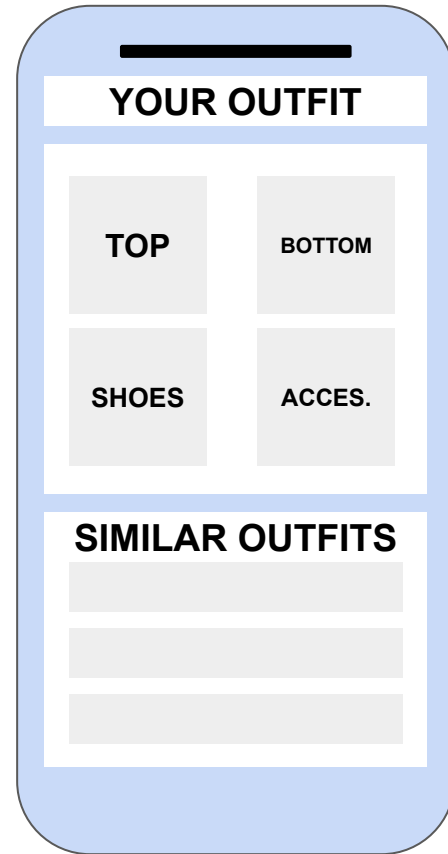 YOUR OUTFIT
TOP
BOTTOM
SHOES
ACCES.
SIMILAR OUTFITS